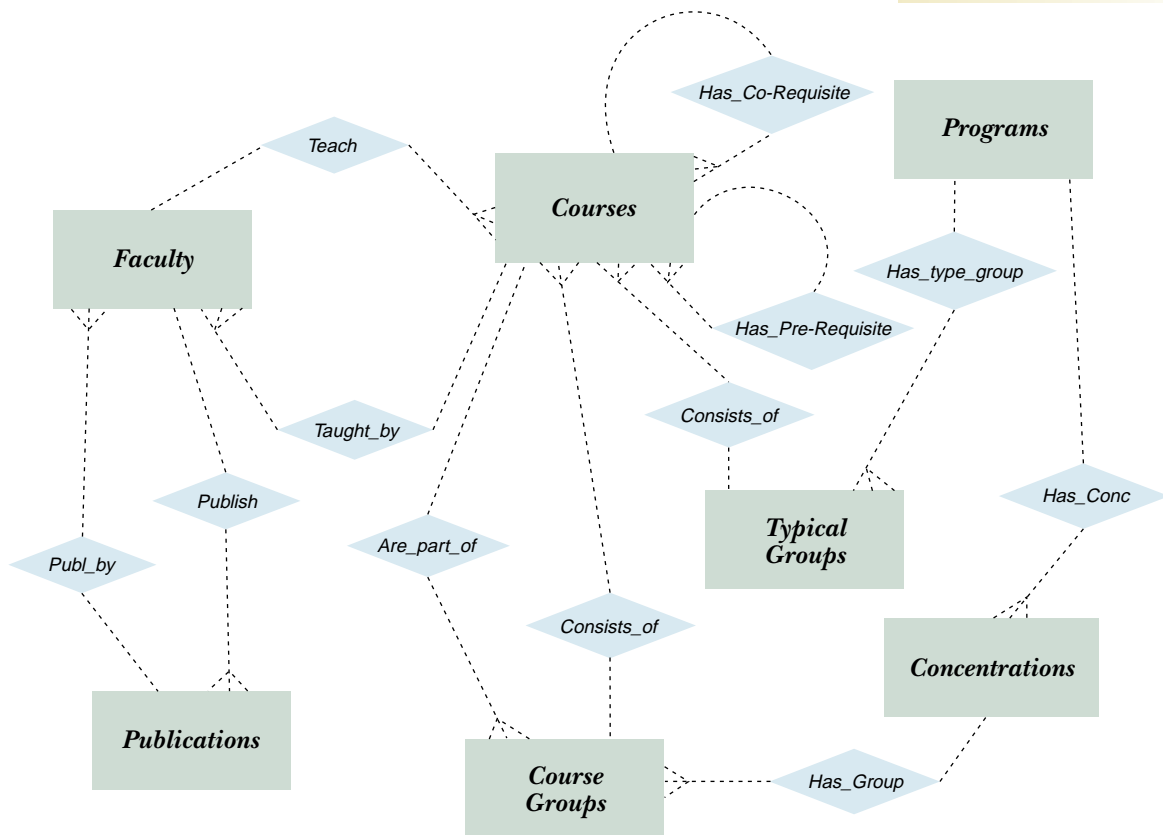 Has_Co-Requisite
Programs
Teach
Courses
Faculty
Has_type_group
Has_Pre-Requisite
Consists_of
Taught_by
Publish
Has_Conc
Typical
Groups
Are_part_of
Publ_by
Consists_of
Concentrations
Publications
Course
Groups
Has_Group